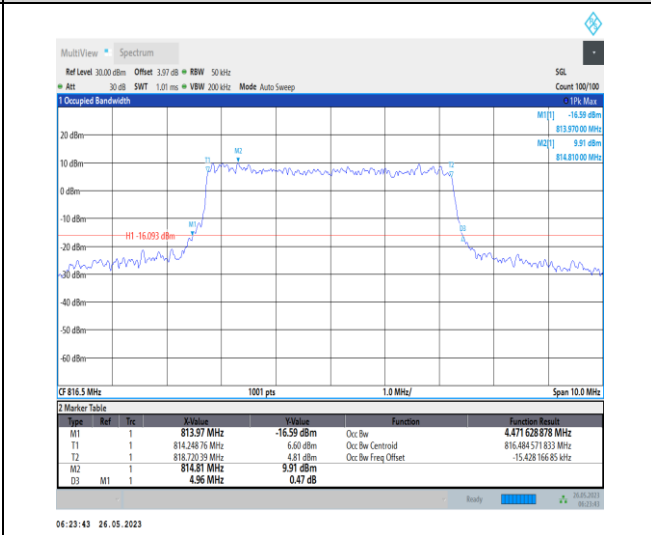 MultiView Spectrum
Ref Level 30.00 dBm Offset 3.97 dB RBW 50 kHz SGL
Att 30 dB SWT 1.01 ms VBW 200 kHz Mode Auto Sweep Count 100/100
1 Occupied Bandwidth 1Pk Max
M1[1] -16.59 dBm
813.970 00 MHz
M2[1] 9.91 dBm
814.810 00 MHz
20 dBm
M2
T1
T2
10 dBm
0 dBm
-10 dBm
M1
D3
H1 -16.093 dBm
-20 dBm
-30 dBm
-40 dBm
-50 dBm
-60 dBm
CF 816.5 MHz 1001 pts 1.0 MHz/ Span 10.0 MHz
2 Marker Table
Type Ref Trc X-Value Y-Value Function Function Result
M1 1 813.97 MHz -16.59 dBm Occ Bw 4.471 628 878 MHz
T1 1 814.248 76 MHz 6.60 dBm Occ Bw Centroid 816.484 571 833 MHz
T2 1 818.720 39 MHz 4.81 dBm Occ Bw Freq Offset -15.428 166 85 kHz
M2 1 814.81 MHz 9.91 dBm
D3 M1 1 4.96 MHz 0.47 dB
Ready 26.05.2023
06:23:43
06:23:43 26.05.2023